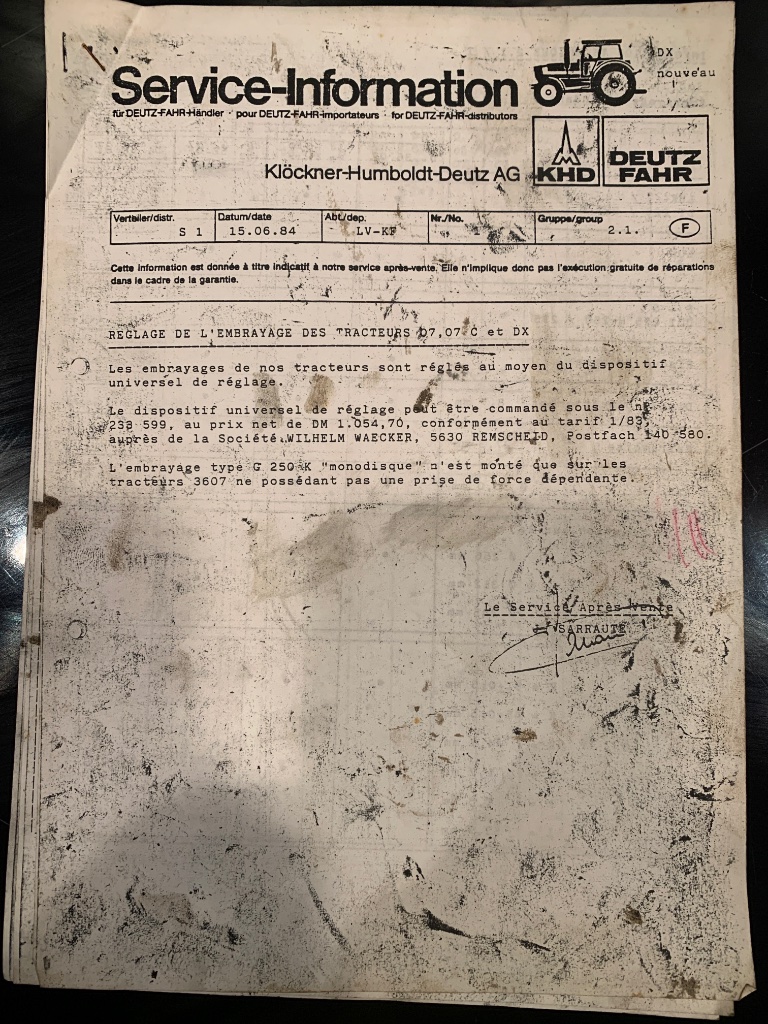 DX
nouveau
Service-Information
für DEUTZ-FAHR-Händler · pour DEUTZ-FAHR-importateurs · for DEUTZ-FAHR-distributors
Klöckner-Humboldt-Deutz AG
KHD
DEUTZ
FAHR
Verteiler/distr. Datum/date Abt./dep. Nr./No. Gruppe/group
S 1 15.06.84 LV-KF 1 2.1. F
Cette information est donnée à titre indicatif à notre service après-vente. Elle n'implique donc pas l'exécution gratuite de réparations
dans le cadre de la garantie.
REGLAGE DE L'EMBRAYAGE DES TRACTEURS 07,07 C et DX
Les embrayages de nos tracteurs sont réglés au moyen du dispositif
universel de réglage.
Le dispositif universel de réglage peut être commandé sous le n°
238 599, au prix net de DM 1.054,70, conformément au tarif 1/83,
auprès de la Société WILHELM WAECKER, 5630 REMSCHEID, Postfach 140 580.
L'embrayage type G 250 K "monodisque" n'est monté que sur les
tracteurs 3607 ne possédant pas une prise de force dépendante.
Le Service Après Vente
SARRAUTE